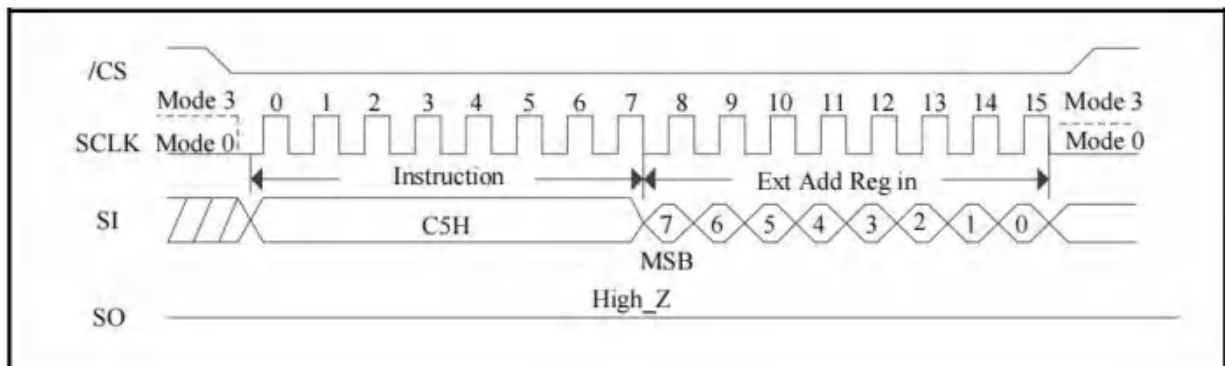 /CS
Mode 3 0 1 2 3 4 5 6 7 8 9 10 11 12 13 14 15 Mode 3
SCLK Mode 0 Mode 0
Instruction Ext Add Reg in
SI C5H 7 6 5 4 3 2 1 0
MSB
High_Z
SO